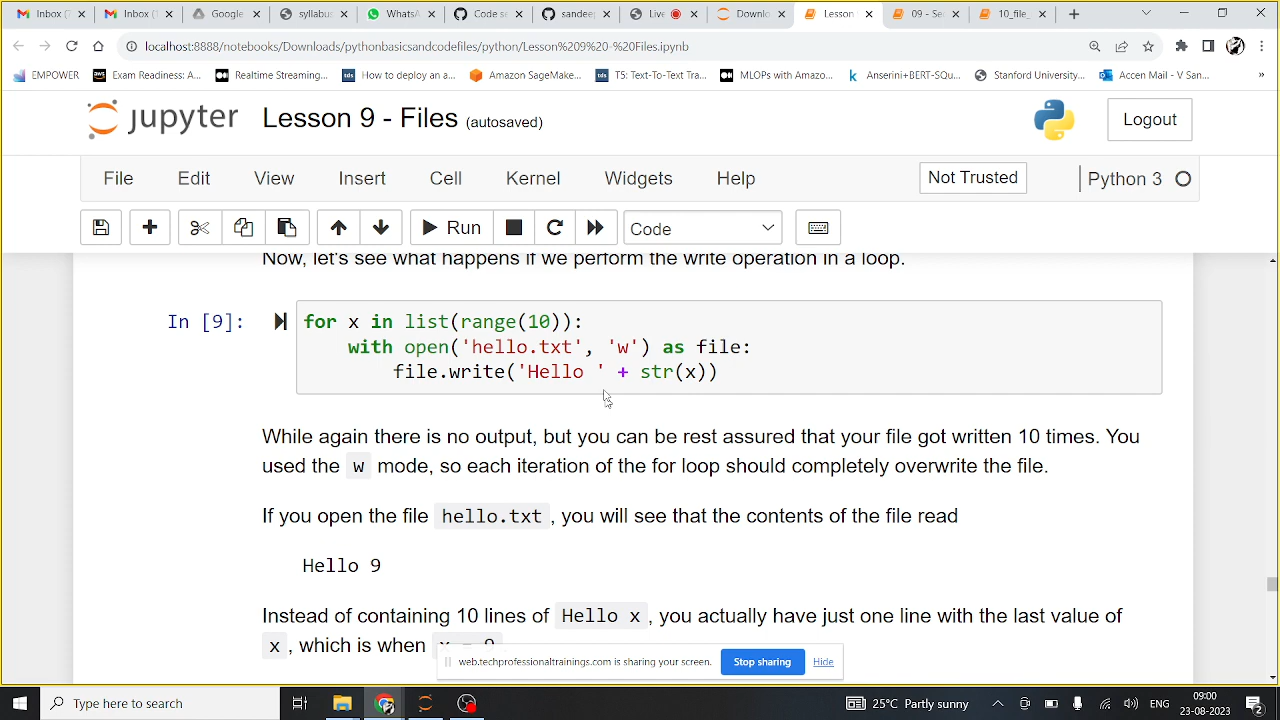 Inbox (1
Inbox (1
Google
syllabus
WhatsA
Code se
sandeep
Live
Downlo
Lesson
09 - Se
10_file_
localhost:8888/notebooks/Downloads/pythonbasicsandcodefiles/python/Lesson%209%20-%20Files.ipynb
EMPOWER
Exam Readiness: A...
Realtime Streaming...
How to deploy an a...
Amazon SageMake...
T5: Text-To-Text Tra...
MLOPs with Amazo...
Anserini+BERT-SQu...
Stanford University...
Accen Mail - V San...
»
jupyter Lesson 9 - Files (autosaved)
Logout
File Edit View Insert Cell Kernel Widgets Help
Not Trusted
Python 3
Run
Code
Now, let's see what happens if we perform the write operation in a loop.
In [9]:
for x in list(range(10)):
with open('hello.txt', 'w') as file:
file.write('Hello ' + str(x))
While again there is no output, but you can be rest assured that your file got written 10 times. You
used the w mode, so each iteration of the for loop should completely overwrite the file.
If you open the file hello.txt, you will see that the contents of the file read
Hello 9
Instead of containing 10 lines of Hello x, you actually have just one line with the last value of
x, which is when
web.techprofessionaltrainings.com is sharing your screen.
Stop sharing
Hide
Type here to search
25°C Partly sunny
ENG
09:00
23-08-2023
2